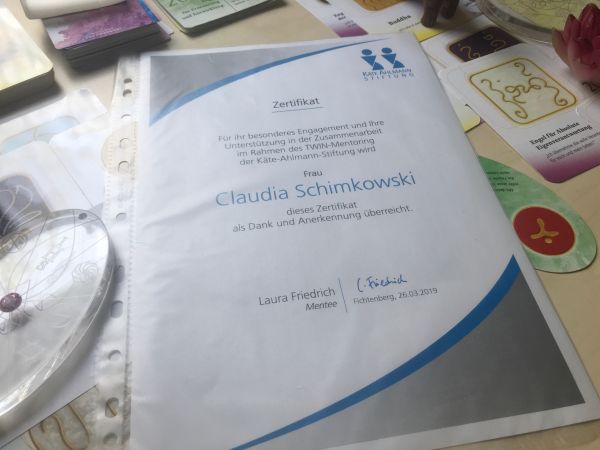 KÄTE AHLMANN
STIFTUNG
Zertifikat
Für ihr besonderes Engagement und Ihre
Unterstützung in der Zusammenarbeit
im Rahmen des TWIN-Mentoring
der Käte-Ahlmann-Stiftung wird
Frau
Claudia Schimkowski
dieses Zertifikat
als Dank und Anerkennung überreicht.
Laura Friedrich
Mentee
L. Friedrich
Fichtenberg, 26.03.2019
Buddha
Engel für Absolute
Eigenverantwortung